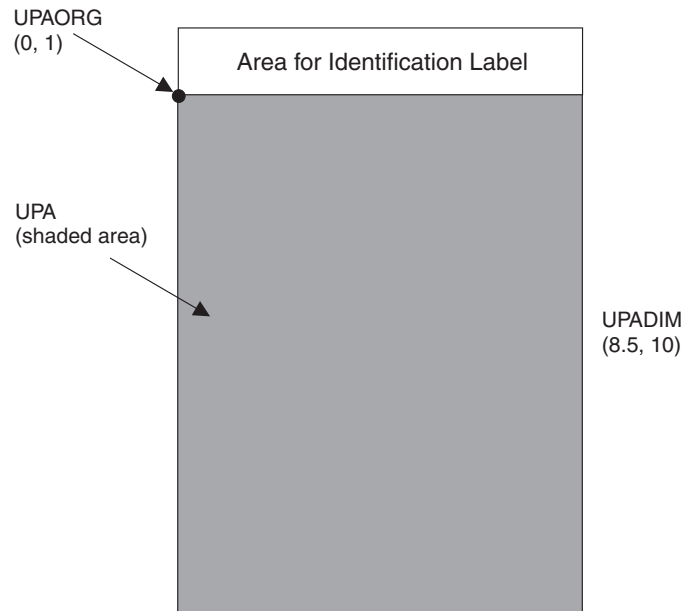 UPAORG
(0, 1)
Area for Identification Label
UPA
(shaded area)
UPADIM
(8.5, 10)